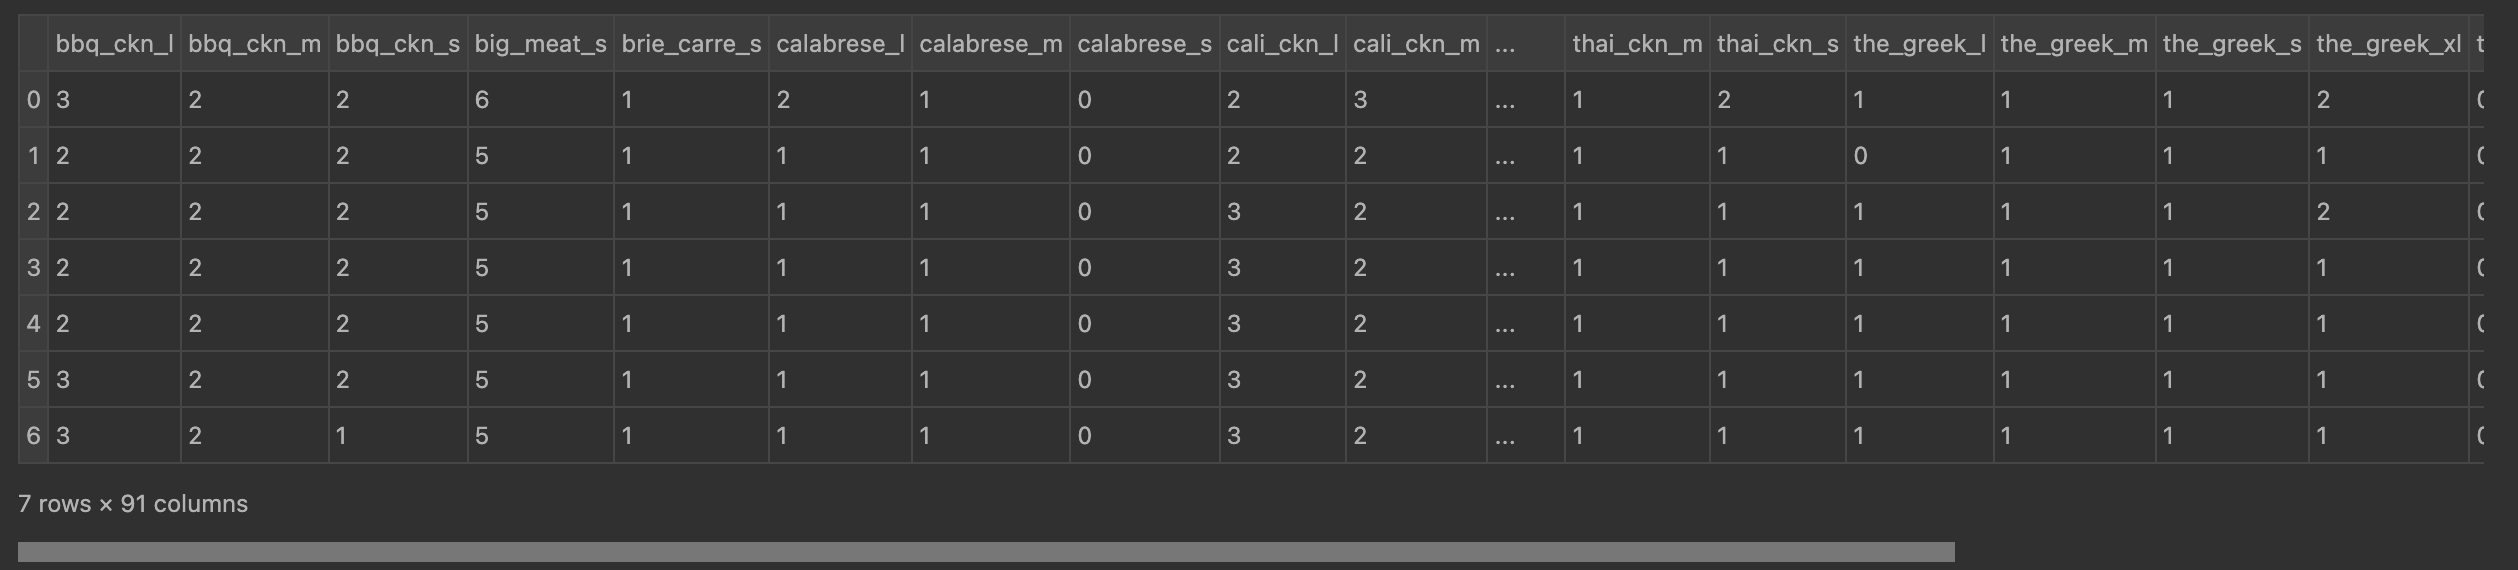 bbq_ckn_l bbq_ckn_m bbq_ckn_s big_meat_s brie_carre_s calabrese_l calabrese_m calabrese_s cali_ckn_l cali_ckn_m ... thai_ckn_m thai_ckn_s the_greek_l the_greek_m the_greek_s the_greek_xl t
0 3 2 2 6 1 2 1 0 2 3 ... 1 2 1 1 1 2 0
1 2 2 2 5 1 1 1 0 2 2 ... 1 1 0 1 1 1 0
2 2 2 2 5 1 1 1 0 3 2 ... 1 1 1 1 1 2 0
3 2 2 2 5 1 1 1 0 3 2 ... 1 1 1 1 1 1 0
4 2 2 2 5 1 1 1 0 3 2 ... 1 1 1 1 1 1 0
5 3 2 2 5 1 1 1 0 3 2 ... 1 1 1 1 1 1 0
6 3 2 1 5 1 1 1 0 3 2 ... 1 1 1 1 1 1 0
7 rows × 91 columns